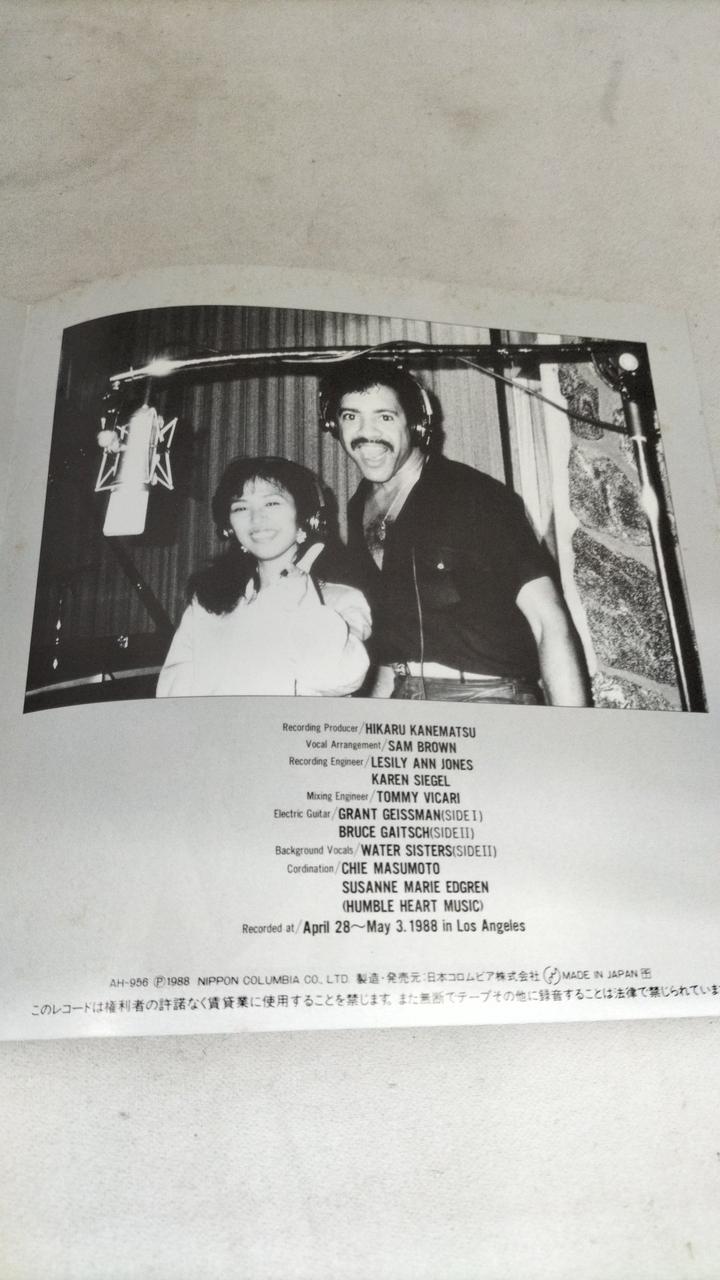 Recording Producer/HIKARU KANEMATSU
Vocal Arrangement/SAM BROWN
Recording Engineer/LESILY ANN JONES
KAREN SIEGEL
Mixing Engineer/TOMMY VICARI
Electric Guitar/GRANT GEISSMAN(SIDE I)
BRUCE GAITSCH(SIDE II)
Background Vocals/WATER SISTERS(SIDE II)
Cordination/CHIE MASUMOTO
SUSANNE MARIE EDGREN
(HUMBLE HEART MUSIC)
Recorded at/April 28〜May 3.1988 in Los Angeles
AH-956 Ⓟ1988 NIPPON COLUMBIA CO., LTD. 製造・発売元:日本コロムビア株式会社 MADE IN JAPAN
このレコードは権利者の許諾なく賃貸業に使用することを禁じます。また無断でテープその他に録音することは法律で禁じられていま